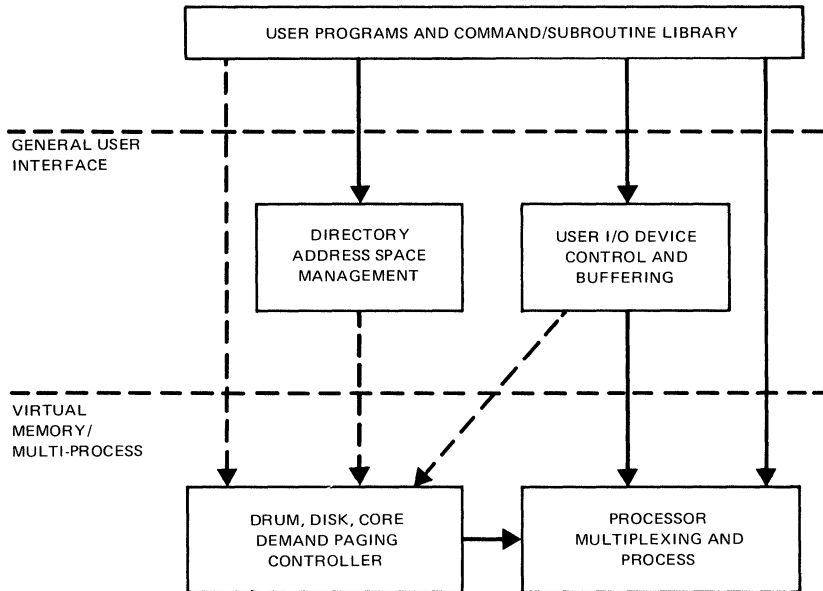 USER PROGRAMS AND COMMAND/SUBROUTINE LIBRARY
GENERAL USER
INTERFACE
DIRECTORY
ADDRESS SPACE
MANAGEMENT
USER I/O DEVICE
CONTROL AND
BUFFERING
VIRTUAL
MEMORY/
MULTI-PROCESS
DRUM, DISK, CORE
DEMAND PAGING
CONTROLLER
PROCESSOR
MULTIPLEXING AND
PROCESS